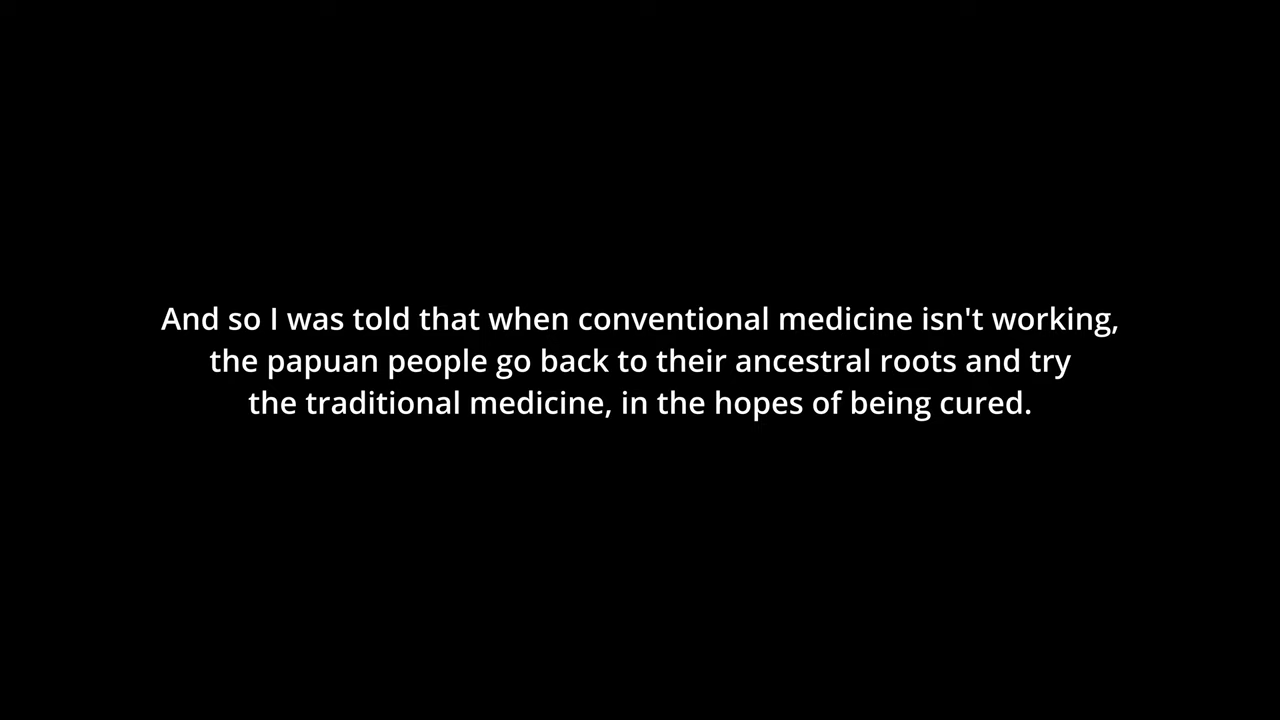 And so I was told that when conventional medicine isn't working,
the papuan people go back to their ancestral roots and try
the traditional medicine, in the hopes of being cured.